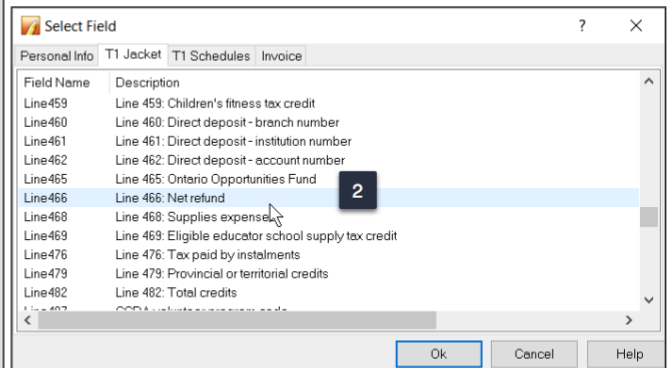 Select Field ? ×
Personal Info T1 Jacket T1 Schedules Invoice
Field Name Description
Line459 Line 459: Children's fitness tax credit
Line460 Line 460: Direct deposit - branch number
Line461 Line 461: Direct deposit - institution number
Line462 Line 462: Direct deposit - account number
Line465 Line 465: Ontario Opportunities Fund
2
Line466 Line 466: Net refund
Line468 Line 468: Supplies expense
Line469 Line 469: Eligible educator school supply tax credit
Line476 Line 476: Tax paid by instalments
Line479 Line 479: Provincial or territorial credits
Line482 Line 482: Total credits
Ok Cancel Help